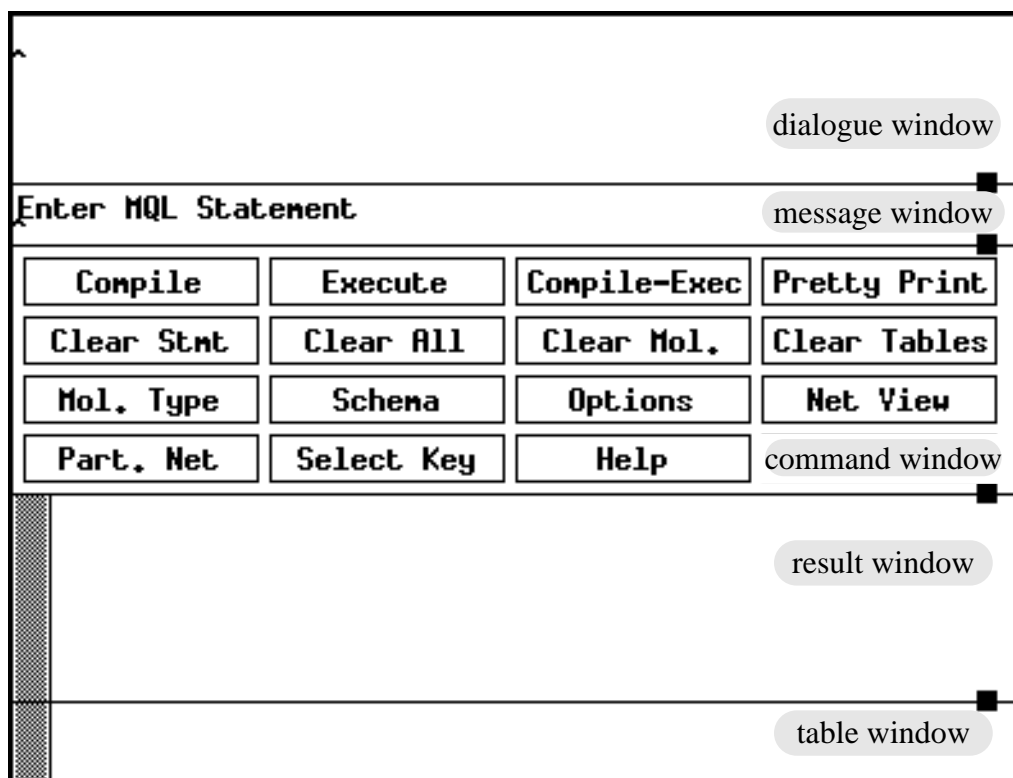 dialogue window
Enter MQL Statement
message window
Compile Execute Compile-Exec Pretty Print
Clear Stmt Clear All Clear Mol. Clear Tables
Mol. Type Schema Options Net View
Part. Net Select Key Help command window
result window
table window